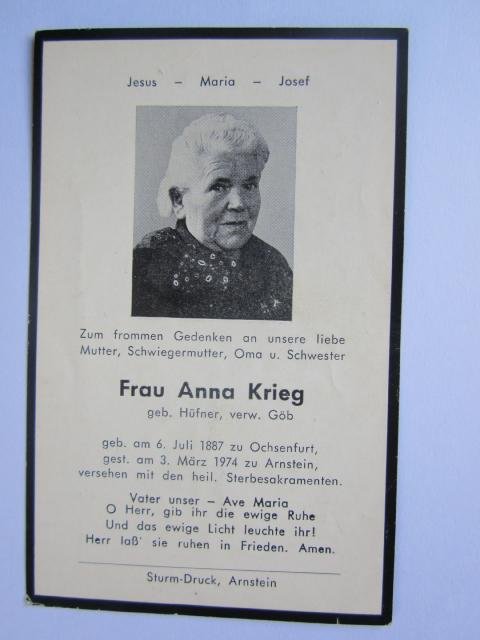 Jesus – Maria – Josef
Zum frommen Gedenken an unsere liebe
Mutter, Schwiegermutter, Oma u. Schwester
Frau Anna Krieg
geb. Hüfner, verw. Göb
geb. am 6. Juli 1887 zu Ochsenfurt,
gest. am 3. März 1974 zu Arnstein,
versehen mit den heil. Sterbesakramenten.
Vater unser – Ave Maria
O Herr, gib ihr die ewige Ruhe
Und das ewige Licht leuchte ihr!
Herr laß' sie ruhen in Frieden. Amen.
Sturm-Druck, Arnstein